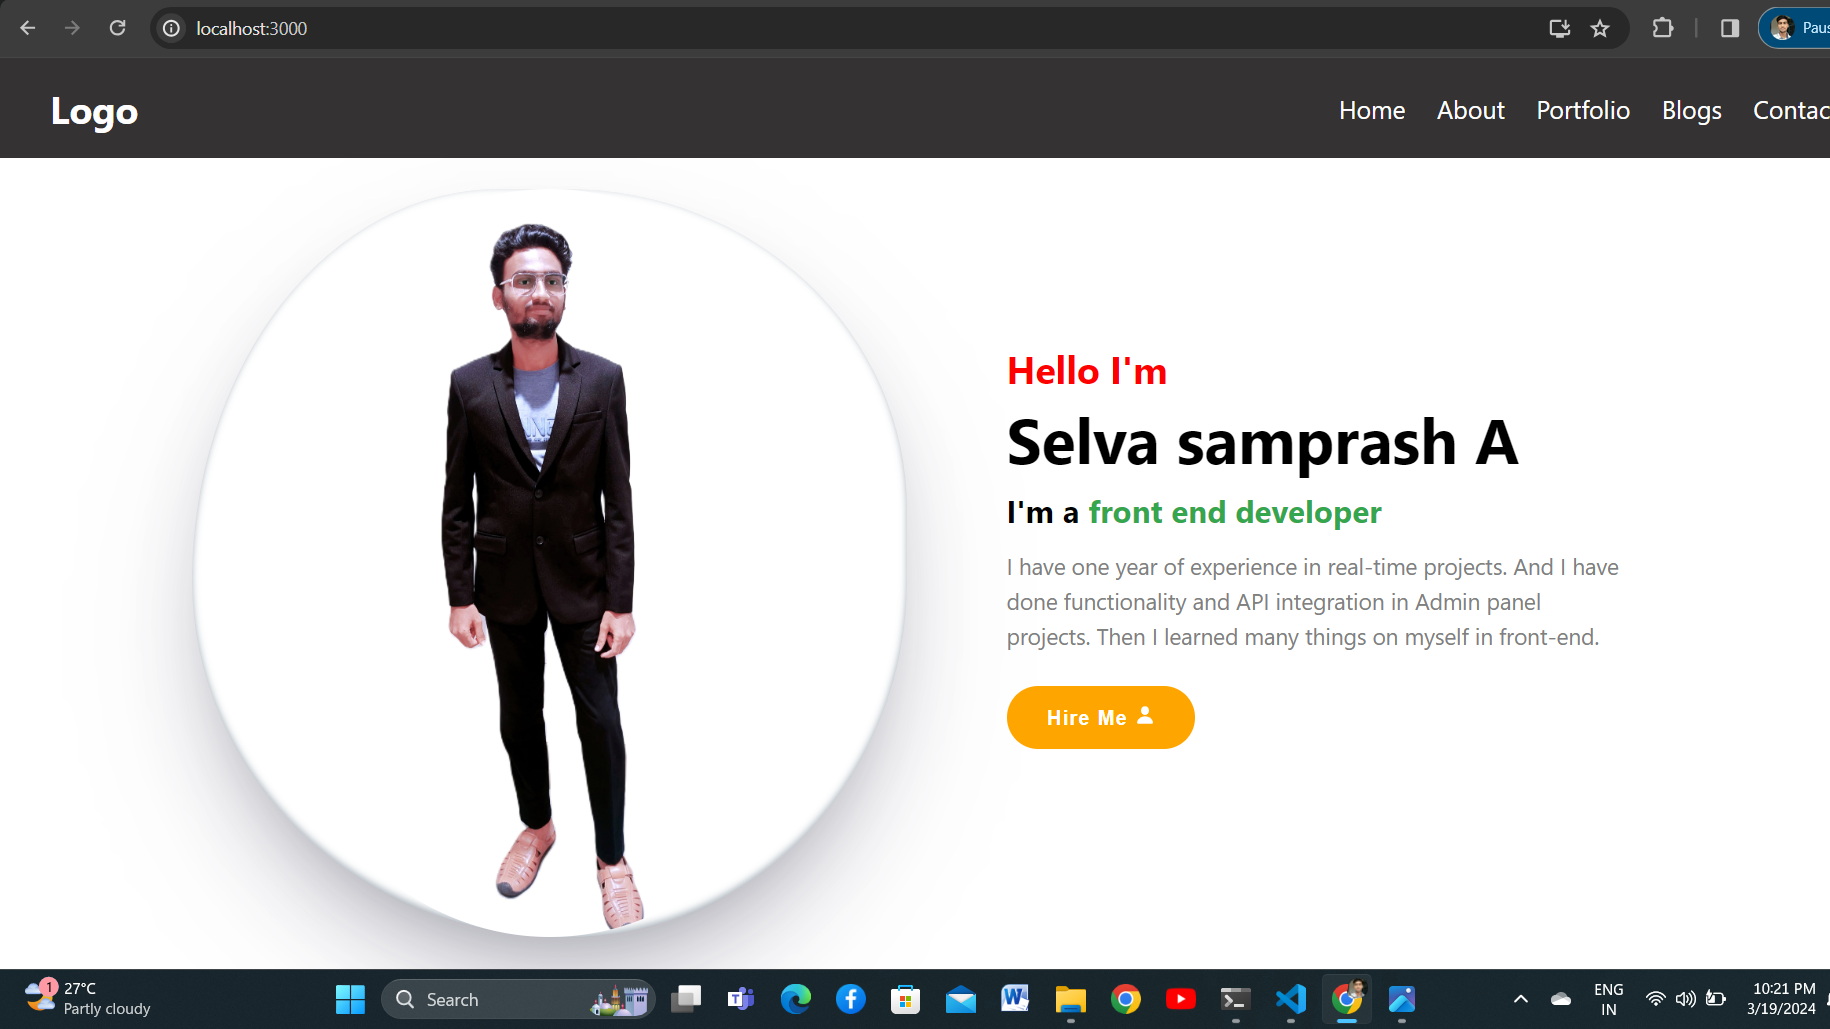 localhost:3000
Paus
Logo
Home About Portfolio Blogs Contac
Hello I'm
Selva samprash A
I'm a front end developer
I have one year of experience in real-time projects. And I have
done functionality and API integration in Admin panel
projects. Then I learned many things on myself in front-end.
Hire Me
1
27°C
Partly cloudy
Search
ENG
IN
10:21 PM
3/19/2024